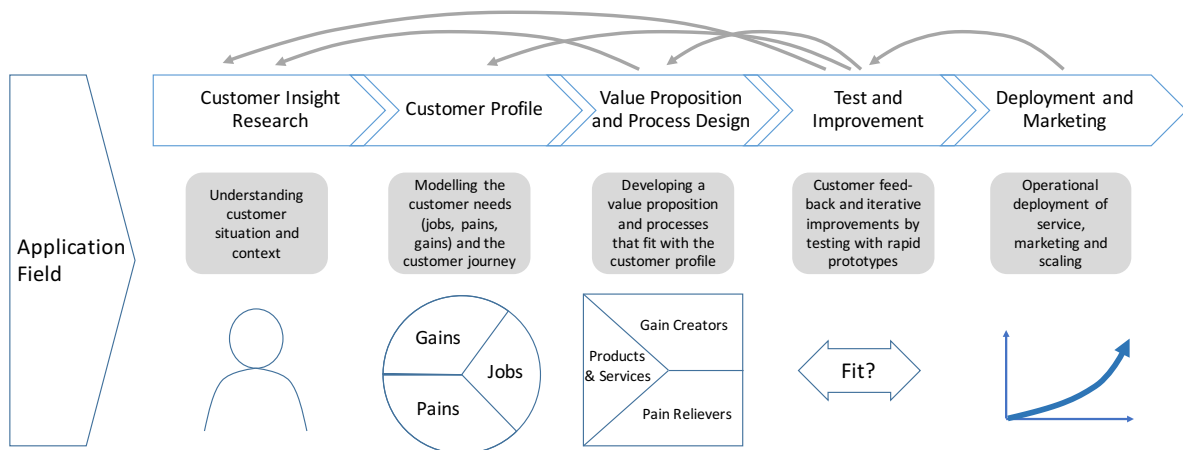 Customer Insight
Research
Customer Profile
Value Proposition
and Process Design
Test and
Improvement
Deployment and
Marketing
Application
Field
Understanding
customer
situation and
context
Modelling the
customer needs
(jobs, pains,
gains) and the
customer journey
Developing a
value proposition
and processes
that fit with the
customer profile
Customer feed-
back and iterative
improvements by
testing with rapid
prototypes
Operational
deployment of
service,
marketing and
scaling
Gains
Jobs
Pains
Gain Creators
Products
& Services
Pain Relievers
Fit?